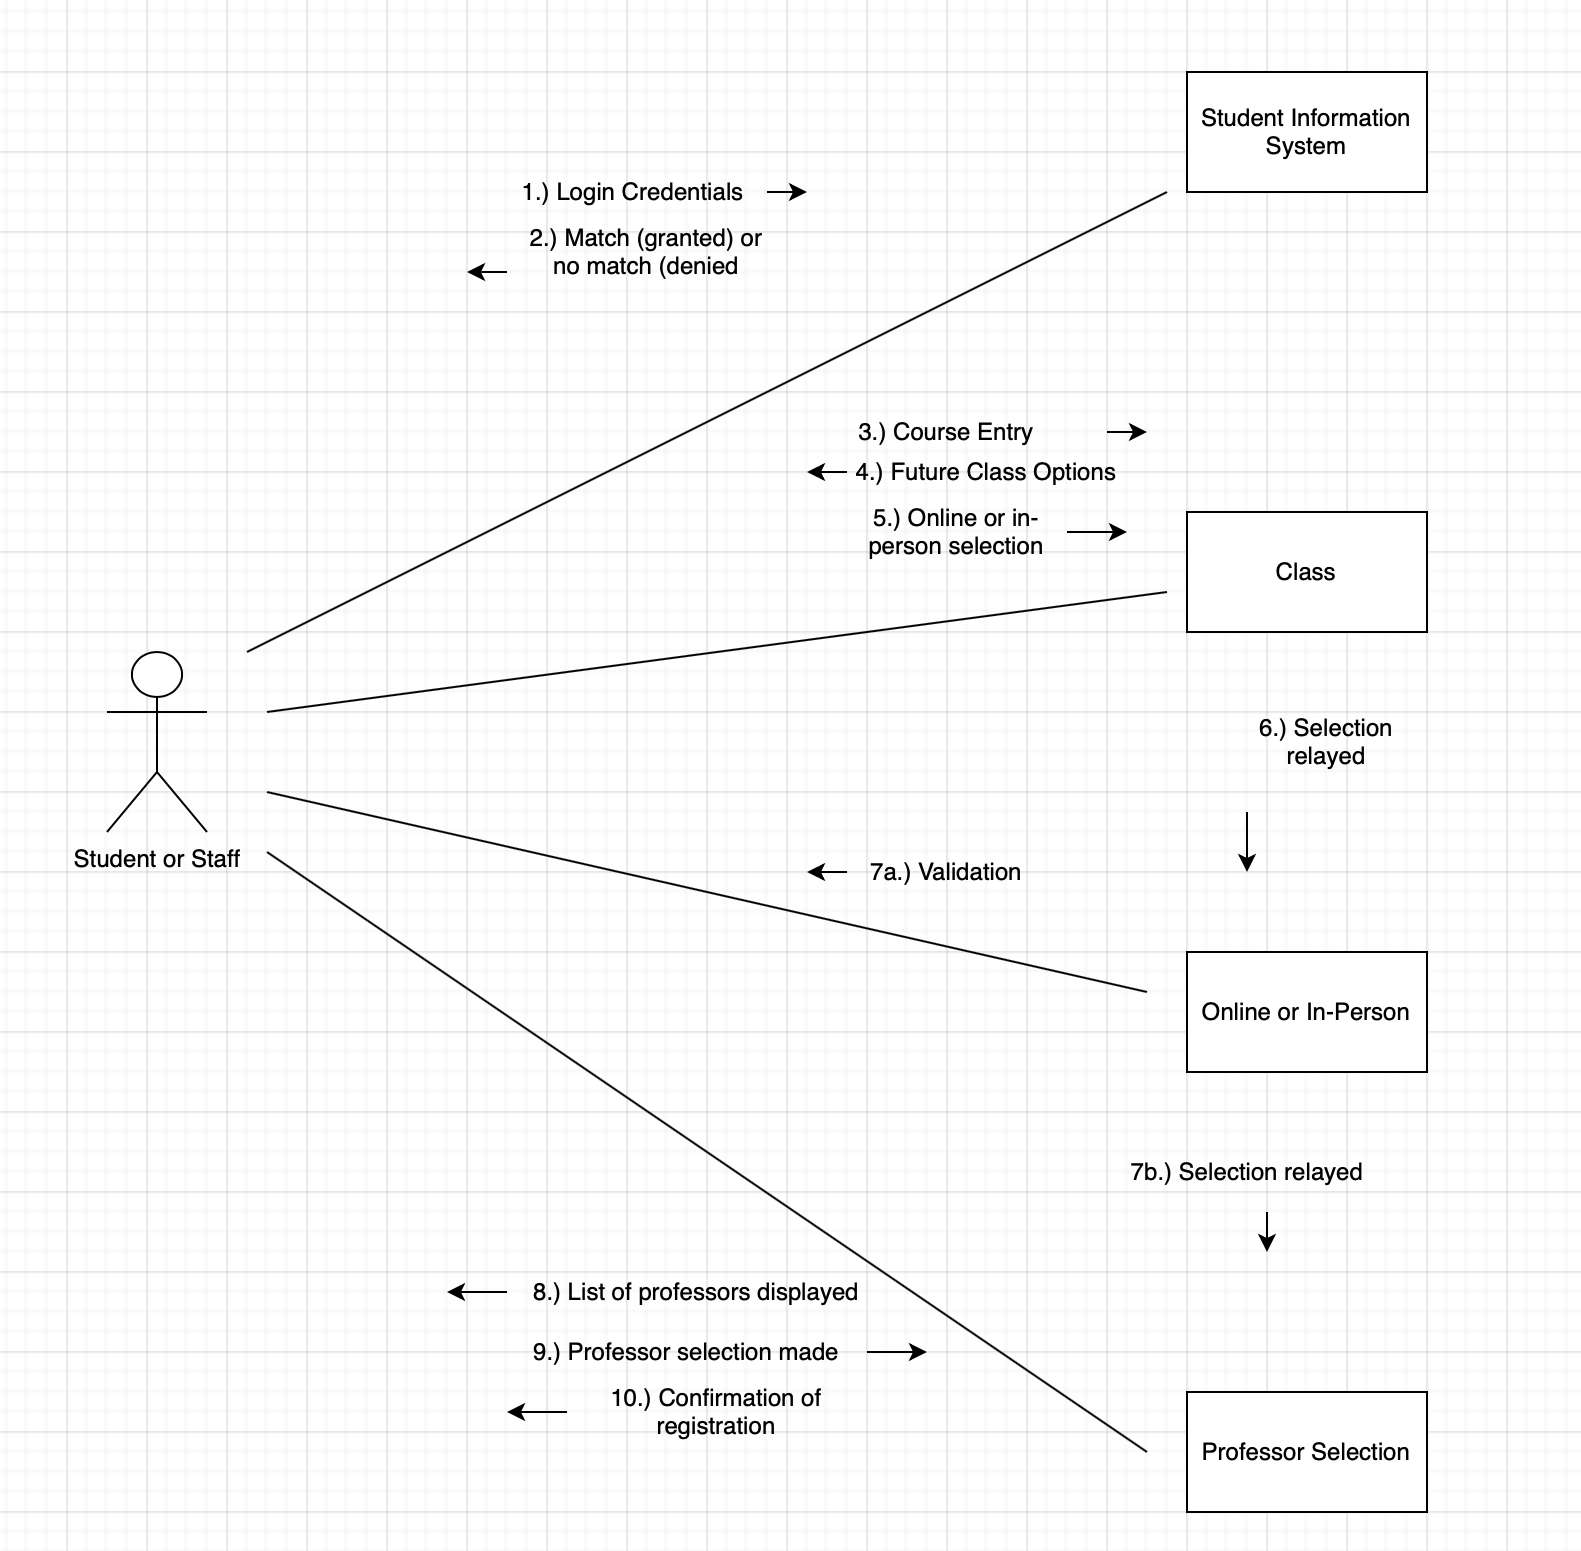 Student Information
System
1.) Login Credentials
2.) Match (granted) or
no match (denied
3.) Course Entry
4.) Future Class Options
5.) Online or in-
person selection
Class
6.) Selection
relayed
Student or Staff
7a.) Validation
Online or In-Person
7b.) Selection relayed
8.) List of professors displayed
9.) Professor selection made
10.) Confirmation of
registration
Professor Selection